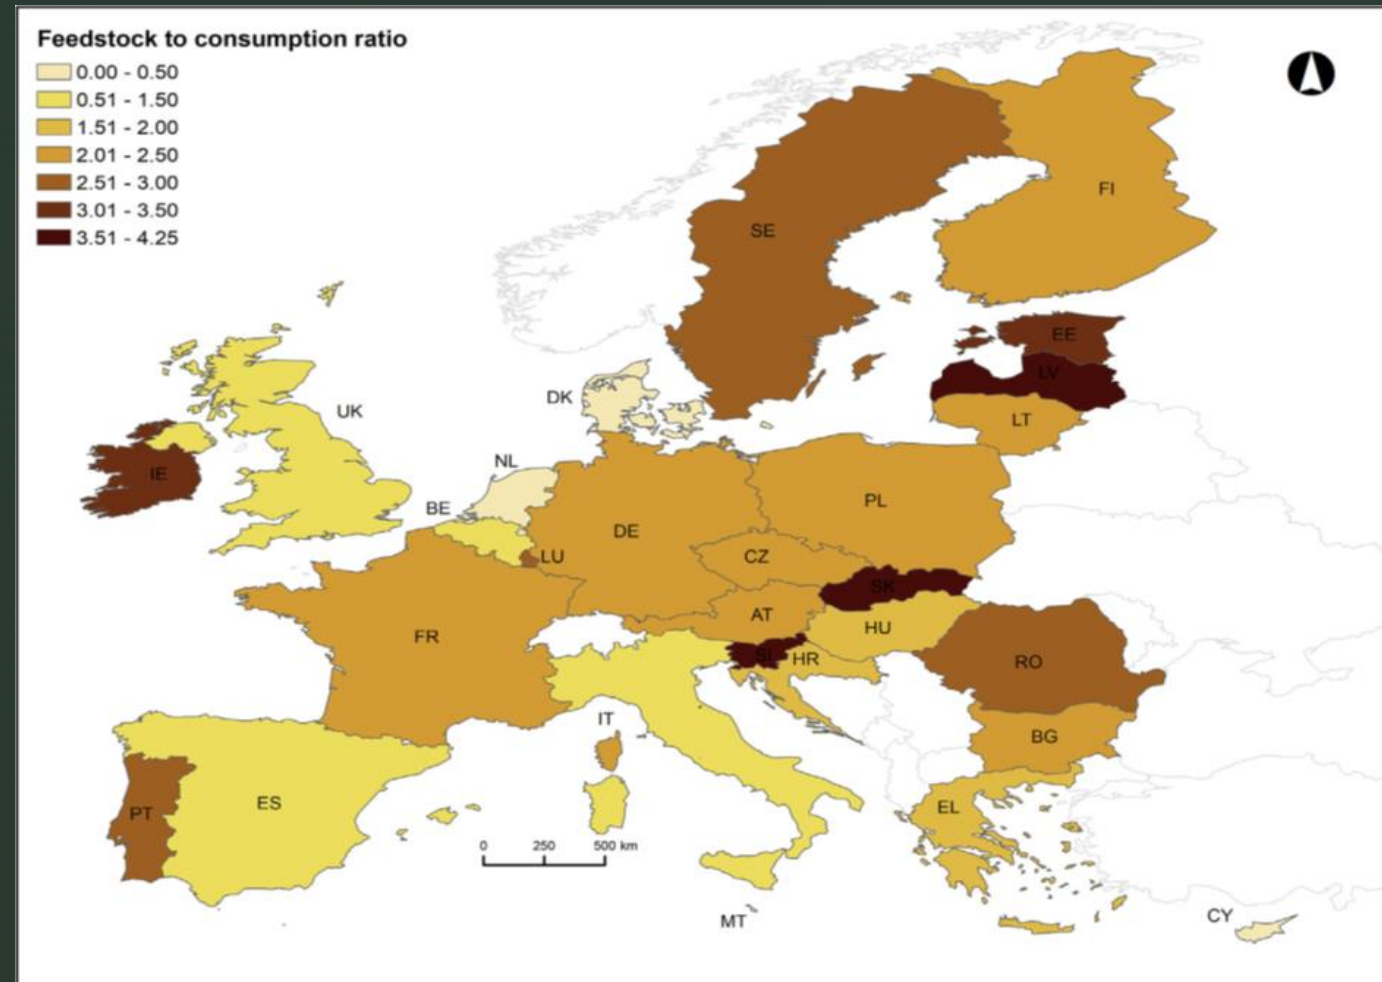 Feedstock to consumption ratio
0.00 - 0.50
0.51 - 1.50
1.51 - 2.00
2.01 - 2.50
2.51 - 3.00
3.01 - 3.50
3.51 - 4.25
FI
SE
EE
LV
LT
DK
UK
IE
NL
BE
PL
DE
CZ
LU
SK
AT
HU
FR
SL
HR
RO
IT
BG
ES
PT
EL
0 250 500 km
MT
CY